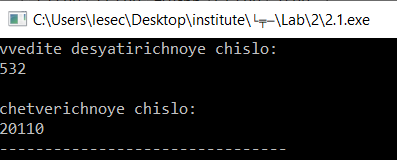 C:\Users\lesec\Desktop\institute\└╤─\Lab\2\2.1.exe
vvedite desyatirichnoye chislo:
532
chetverichnoye chislo:
20110
--------------------------------